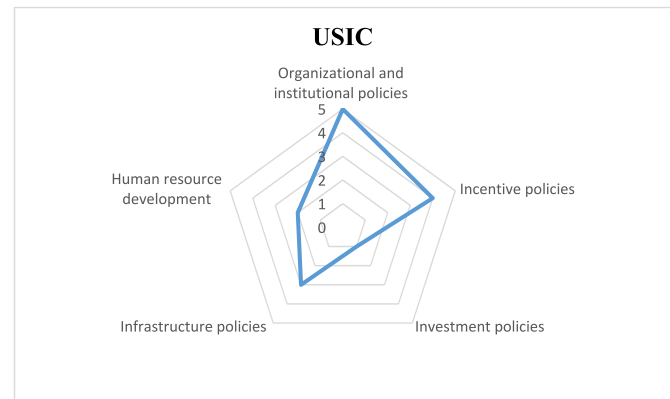 USIC
Organizational and
institutional policies
5
4
3
2
1
0
Human resource
development
Incentive policies
Infrastructure policies
Investment policies